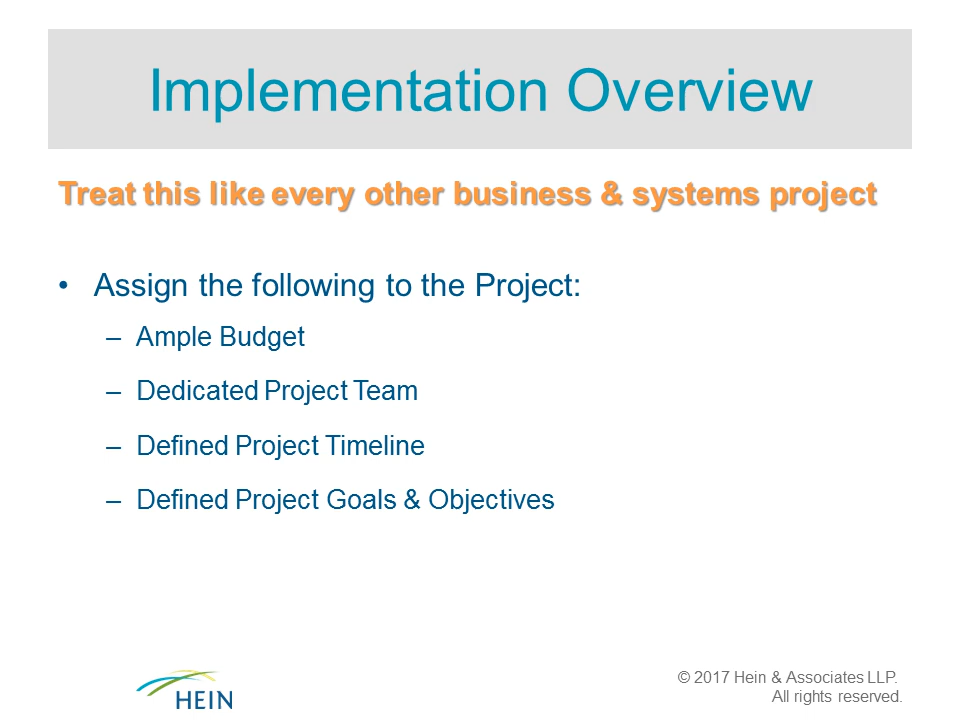 Implementation Overview
Treat this like every other business & systems project
• Assign the following to the Project:
– Ample Budget
– Dedicated Project Team
– Defined Project Timeline
– Defined Project Goals & Objectives
HEIN
© 2017 Hein & Associates LLP.
All rights reserved.